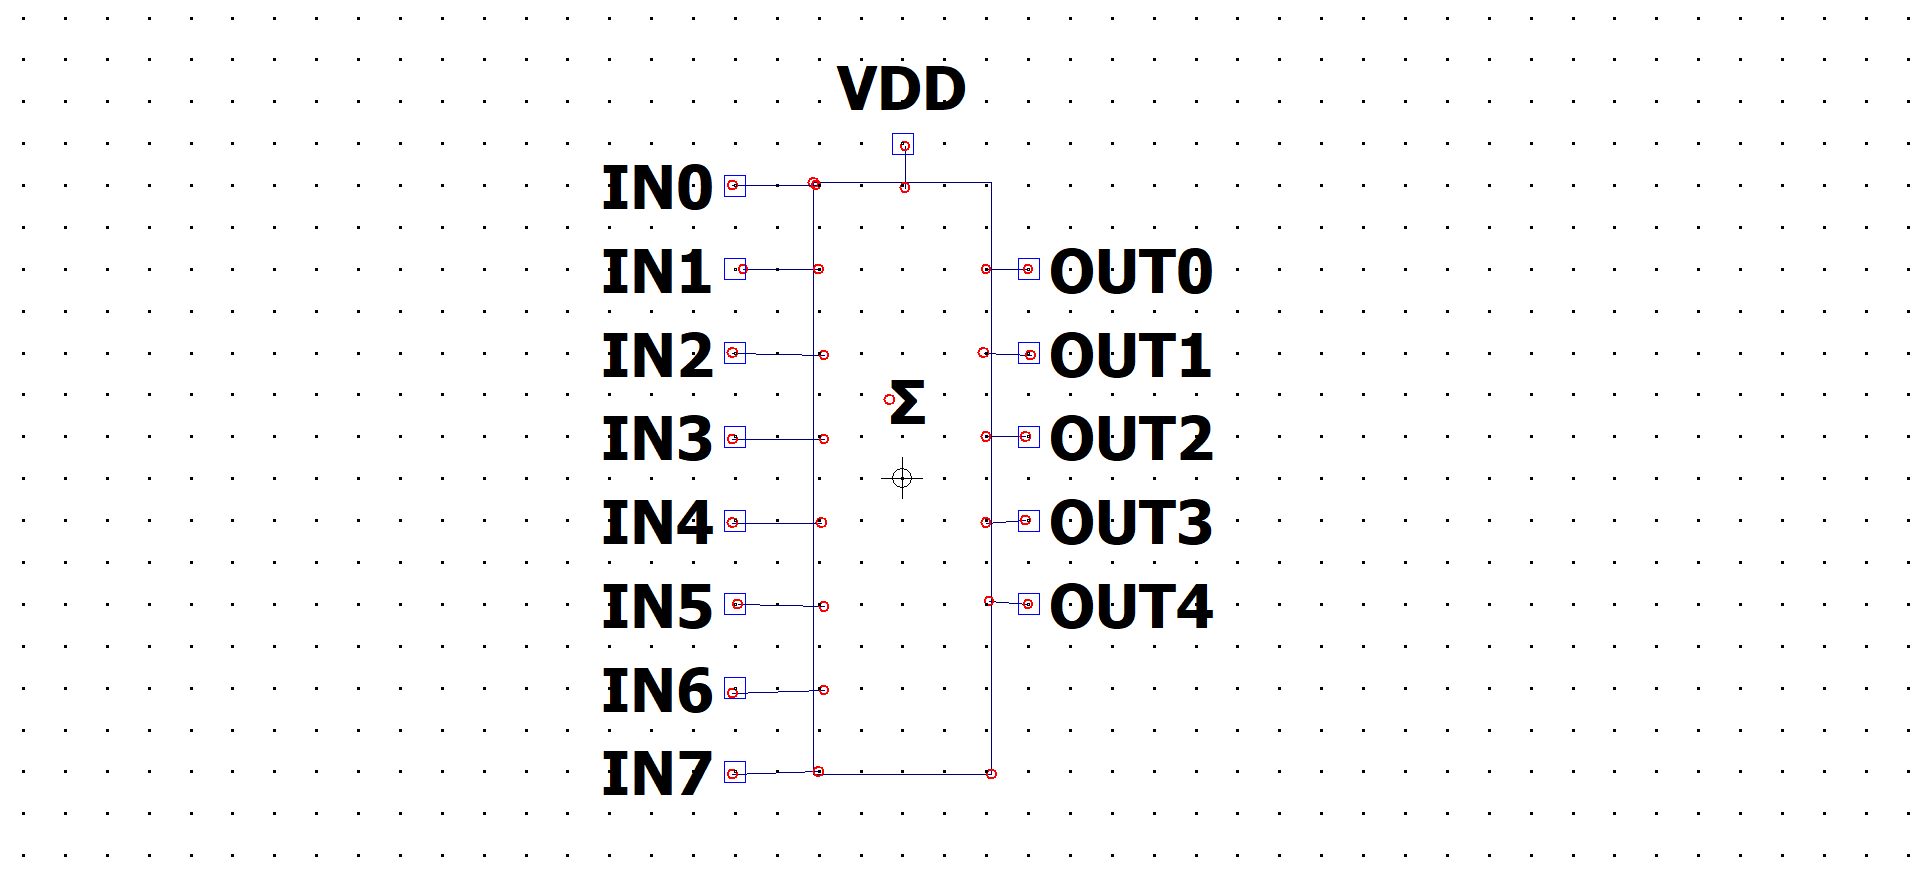 VDD
IN0
IN1 OUT0
IN2 OUT1
Σ
IN3 OUT2
IN4 OUT3
IN5 OUT4
IN6
IN7